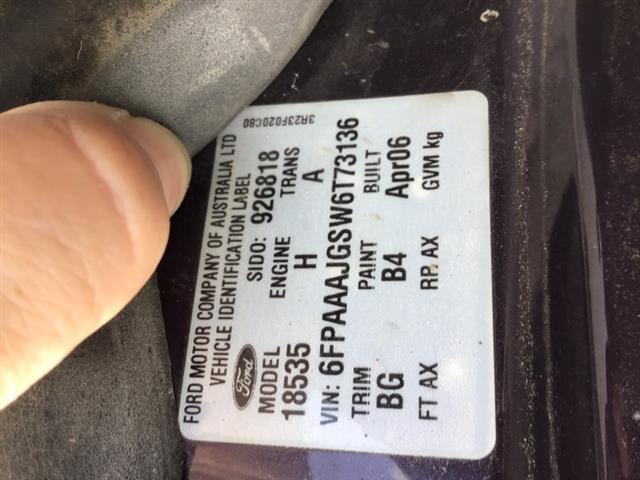 FORD MOTOR COMPANY OF AUSTRALIA LTD
VEHICLE IDENTIFICATION LABEL
3R23F020C80
Ford
SIDO: 926818
MODEL ENGINE TRANS
18535 H A
VIN: 6FPAAAJGSW6T73136
TRIM PAINT BUILT
BG B4 Apr06
FT AX RR AX GVM kg